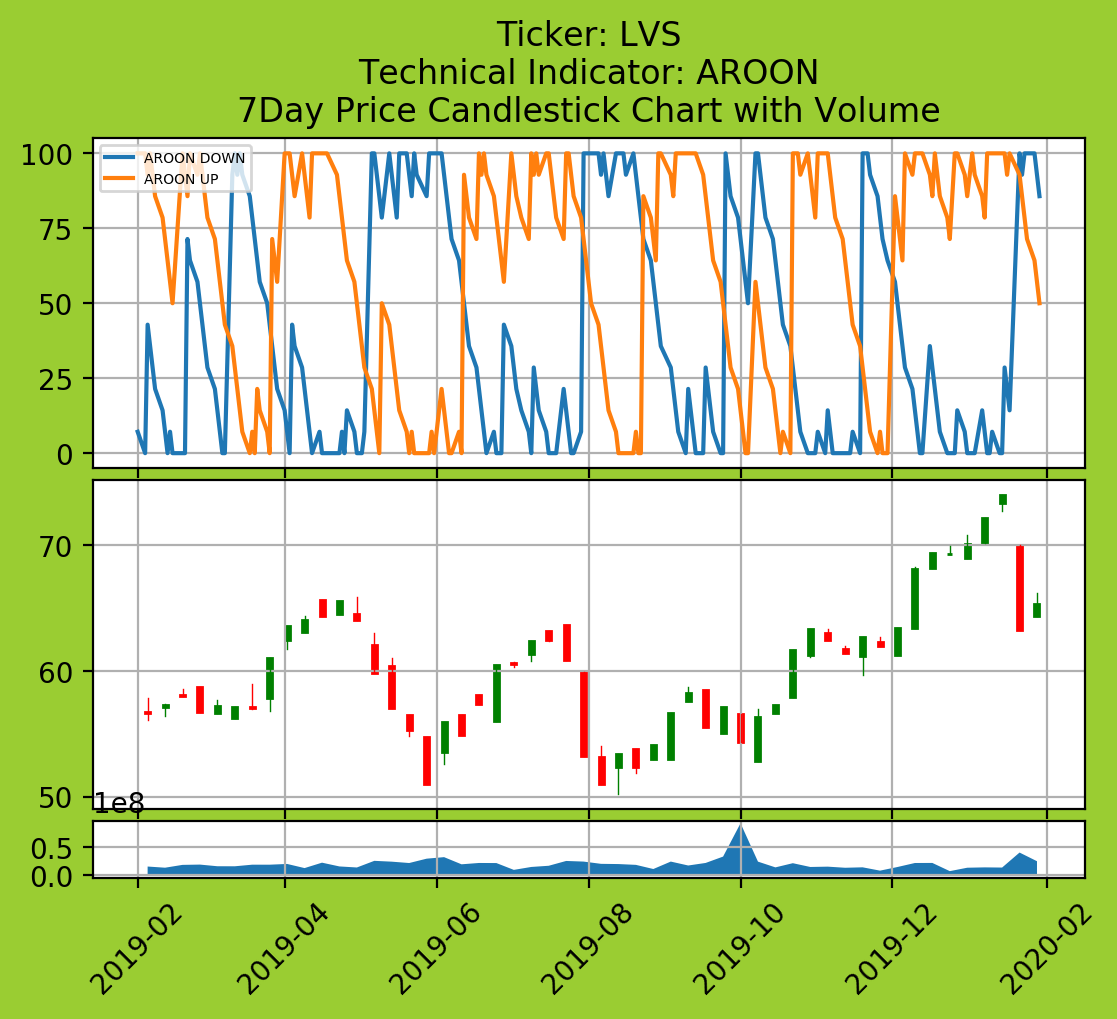 Ticker: LVS
Technical Indicator: AROON
7Day Price Candlestick Chart with Volume
100
75
50
25
0
AROON DOWN
AROON UP
70
60
50
1e8
0.5
0.0
2019-02
2019-04
2019-06
2019-08
2019-10
2019-12
2020-02